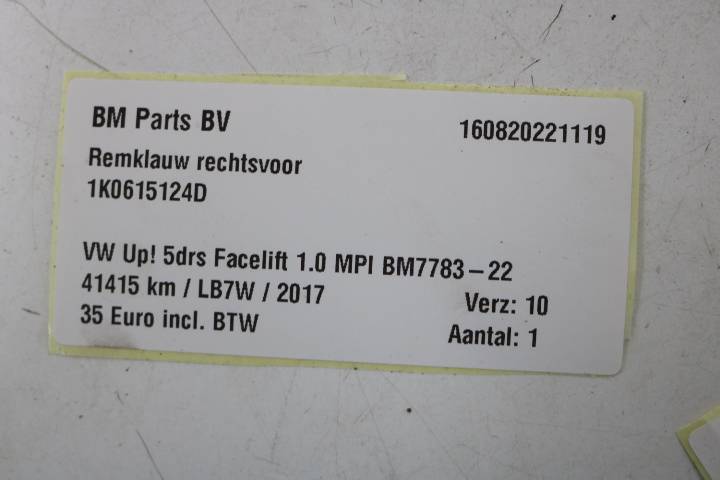 BM Parts BV
160820221119
Remklauw rechtsvoor
1K0615124D
VW Up! 5drs Facelift 1.0 MPI BM7783-22
41415 km / LB7W / 2017
Verz: 10
35 Euro incl. BTW
Aantal: 1